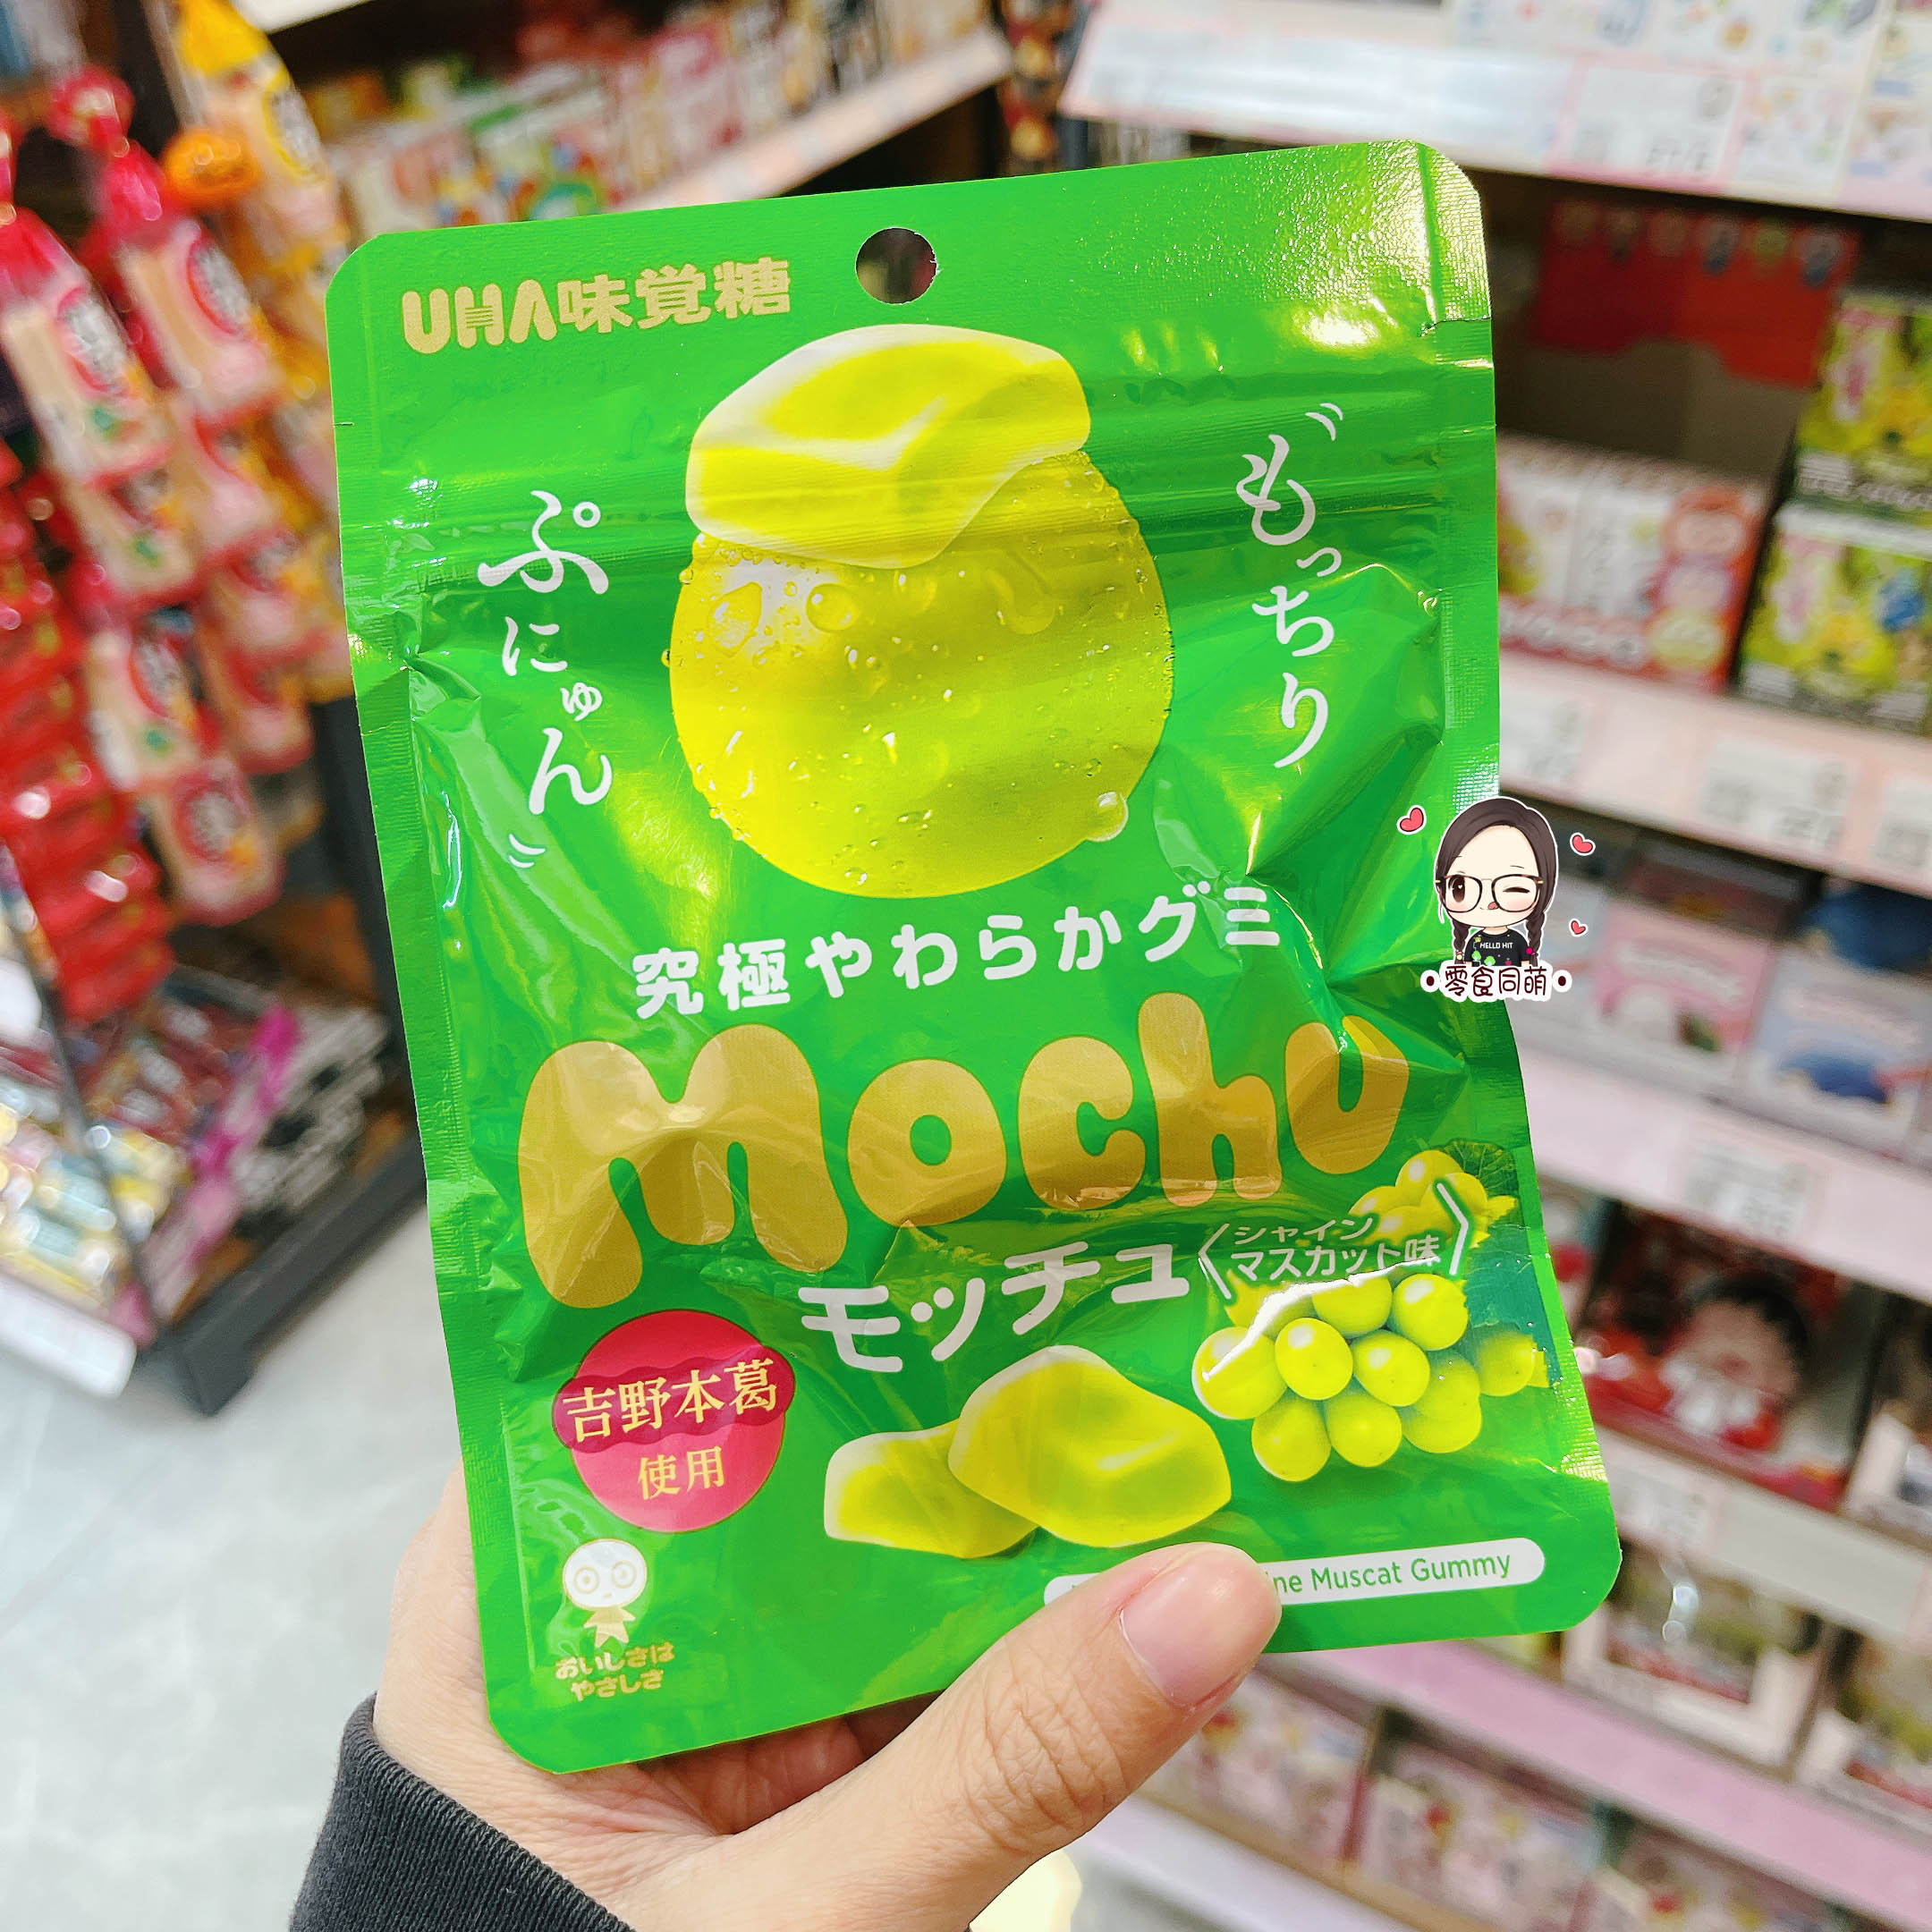 UHA味覚糖
もっちり
ぷにゅん
究極やわらかグミ
Mochu
モッチュ
シャイン
マスカット味
吉野本葛
使用
ne Muscat Gummy
おいしさは
やさしさ
HELLO HIT
零食同萌